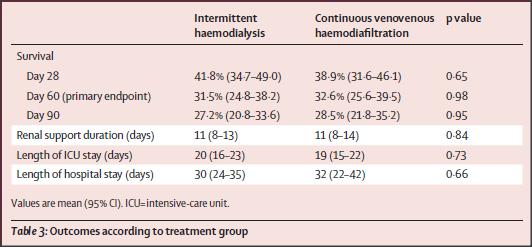 Intermittent haemodialysis Continuous venovenous haemodiafiltration p value
Survival
Day 28 41·8% (34·7–49·0) 38·9% (31·6–46·1) 0·65
Day 60 (primary endpoint) 31·5% (24·8–38·2) 32·6% (25·6–39·5) 0·98
Day 90 27·2% (20·8–33·6) 28·5% (21·8–35·2) 0·95
Renal support duration (days) 11 (8–13) 11 (8–14) 0·84
Length of ICU stay (days) 20 (16–23) 19 (15–22) 0·73
Length of hospital stay (days) 30 (24–35) 32 (22–42) 0·66
Values are mean (95% CI). ICU=intensive-care unit.
Table 3: Outcomes according to treatment group